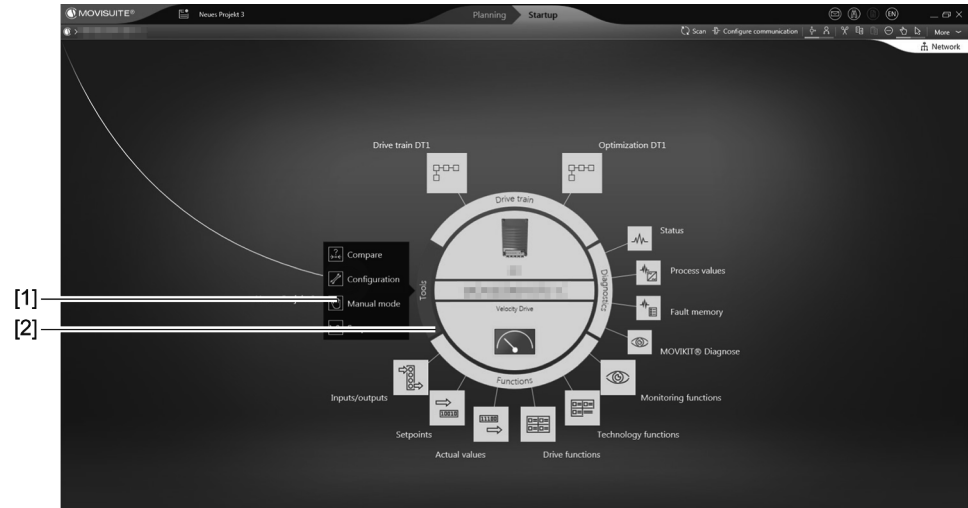 MOVISUITE® Neues Projekt 3 Planning Startup EN
> Scan Configure communication More
Network
Drive train DT1 Optimization DT1
Drive train
Status
Compare
Configuration
Process values
[1] Manual mode
Tools
Diagnostics
Velocity Drive
Fault memory
[2]
MOVIKIT® Diagnose
Functions
Inputs/outputs
10010
11100
Monitoring functions
Setpoints
Technology functions
Actual values
Drive functions